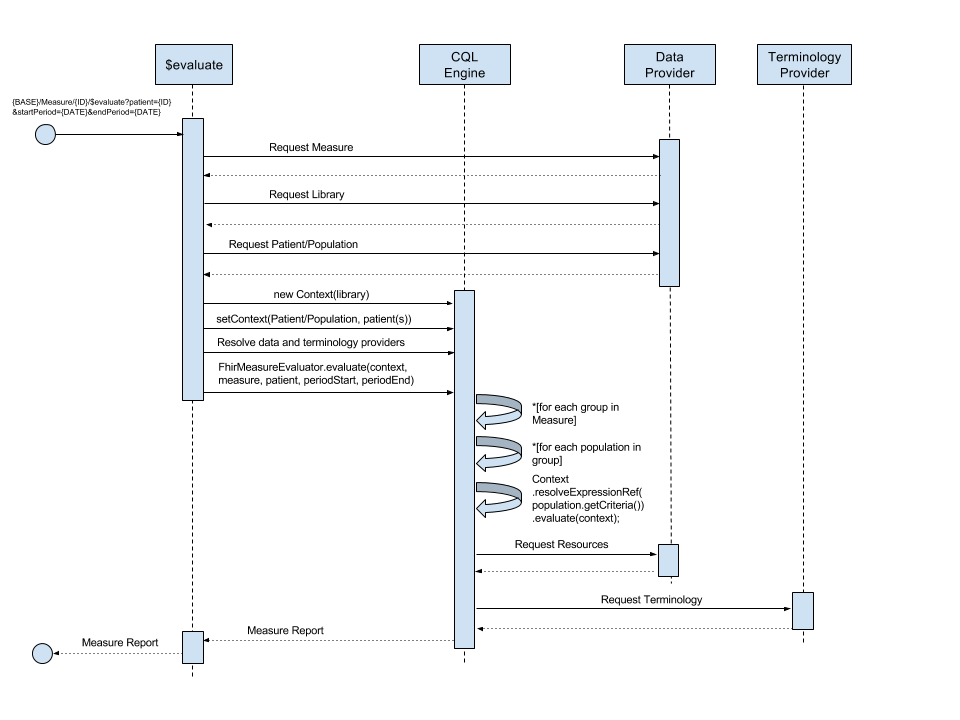 $evaluate
CQL
Engine
Data
Provider
Terminology
Provider
{BASE}/Measure/{ID}/$evaluate?patient={ID}
&startPeriod={DATE}&endPeriod={DATE}
Request Measure
Request Library
Request Patient/Population
new Context(library)
setContext(Patient/Population, patient(s))
Resolve data and terminology providers
FhirMeasureEvaluator.evaluate(context,
measure, patient, periodStart, periodEnd)
*[for each group in
Measure]
*[for each population in
group]
Context
.resolveExpressionRef(
population.getCriteria())
.evaluate(context);
Request Resources
Request Terminology
Measure Report
Measure Report